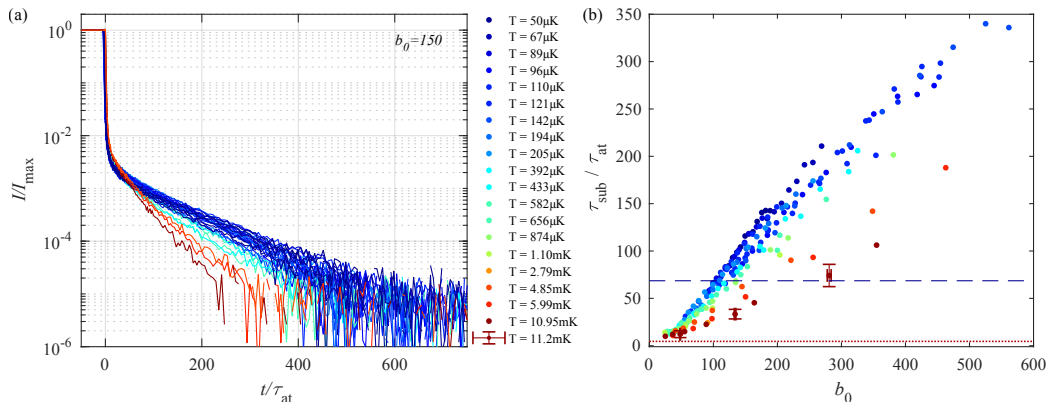 (a)
10^0
10^-2
10^-4
10^-6
I/I_max
b_0=150
0
200
400
600
t/τ_at
T = 50μK
T = 67μK
T = 89μK
T = 96μK
T = 110μK
T = 121μK
T = 142μK
T = 194μK
T = 205μK
T = 392μK
T = 433μK
T = 582μK
T = 656μK
T = 874μK
T = 1.10mK
T = 2.79mK
T = 4.85mK
T = 5.99mK
T = 10.95mK
T = 11.2mK
(b)
350
300
250
200
150
100
50
0
τ_sub / τ_at
0
100
200
300
400
500
600
b_0